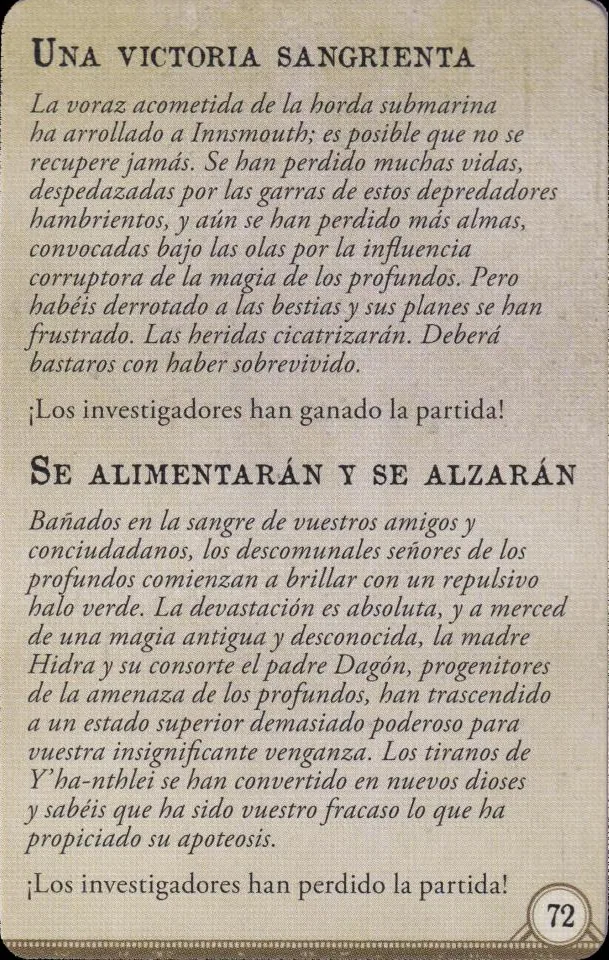 Una victoria sangrienta
La voraz acometida de la horda submarina
ha arrollado a Innsmouth; es posible que no se
recupere jamás. Se han perdido muchas vidas,
despedazadas por las garras de estos depredadores
hambrientos, y aún se han perdido más almas,
convocadas bajo las olas por la influencia
corruptora de la magia de los profundos. Pero
habéis derrotado a las bestias y sus planes se han
frustrado. Las heridas cicatrizarán. Deberá
bastaros con haber sobrevivido.
¡Los investigadores han ganado la partida!
Se alimentarán y se alzarán
Bañados en la sangre de vuestros amigos y
conciudadanos, los descomunales señores de los
profundos comienzan a brillar con un repulsivo
halo verde. La devastación es absoluta, y a merced
de una magia antigua y desconocida, la madre
Hidra y su consorte el padre Dagón, progenitores
de la amenaza de los profundos, han trascendido
a un estado superior demasiado poderoso para
vuestra insignificante venganza. Los tiranos de
Y'ha-nthlei se han convertido en nuevos dioses
y sabéis que ha sido vuestro fracaso lo que ha
propiciado su apoteosis.
¡Los investigadores han perdido la partida!
72